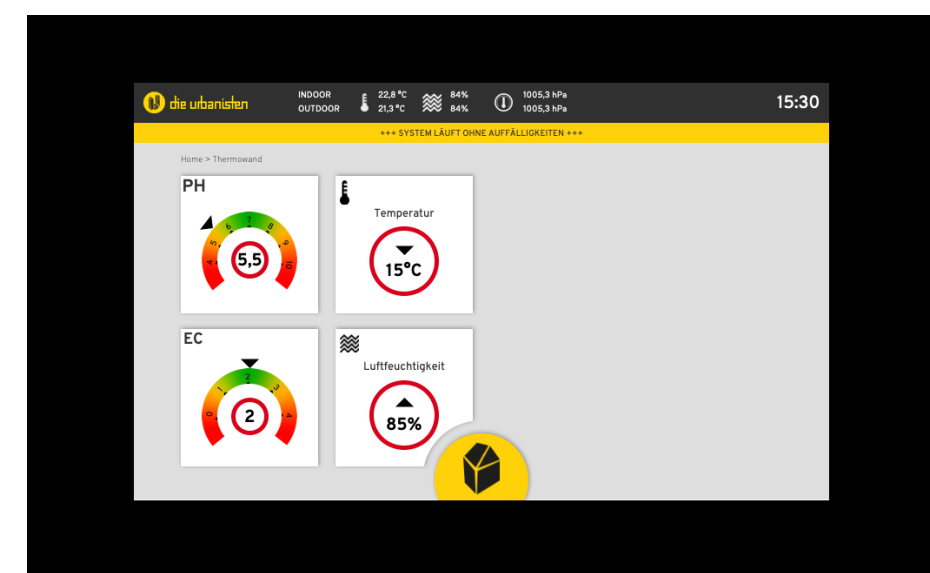 die urbanisten
INDOOR 22,8 °C 84% 1005,3 hPa
OUTDOOR 21,3 °C 84% 1005,3 hPa
15:30
+++ SYSTEM LÄUFT OHNE AUFFÄLLIGKEITEN +++
Home > Thermowand
PH
4 5 6 7 8 9 10
5,5
Temperatur
15°C
EC
0 1 2 3 4
2
Luftfeuchtigkeit
85%